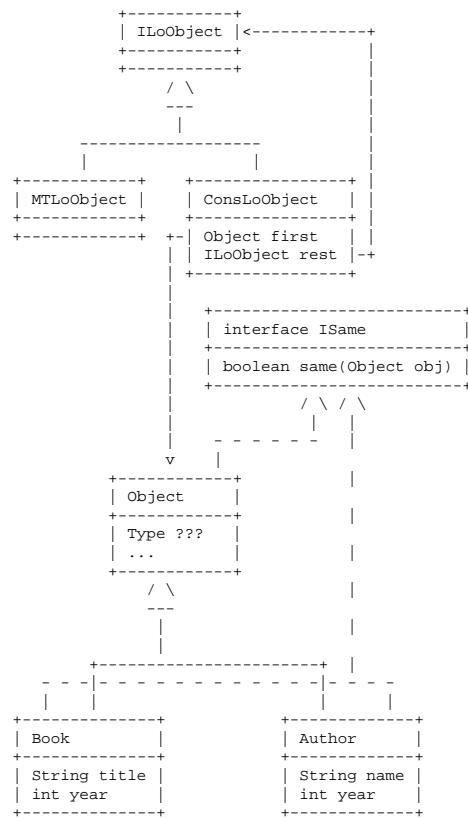 ILoObject
MTLoObject
ConsLoObject
Object first
ILoObject rest
interface ISame
boolean same(Object obj)
Object
Type ???
...
Book
Author
String title
String name
int year
int year